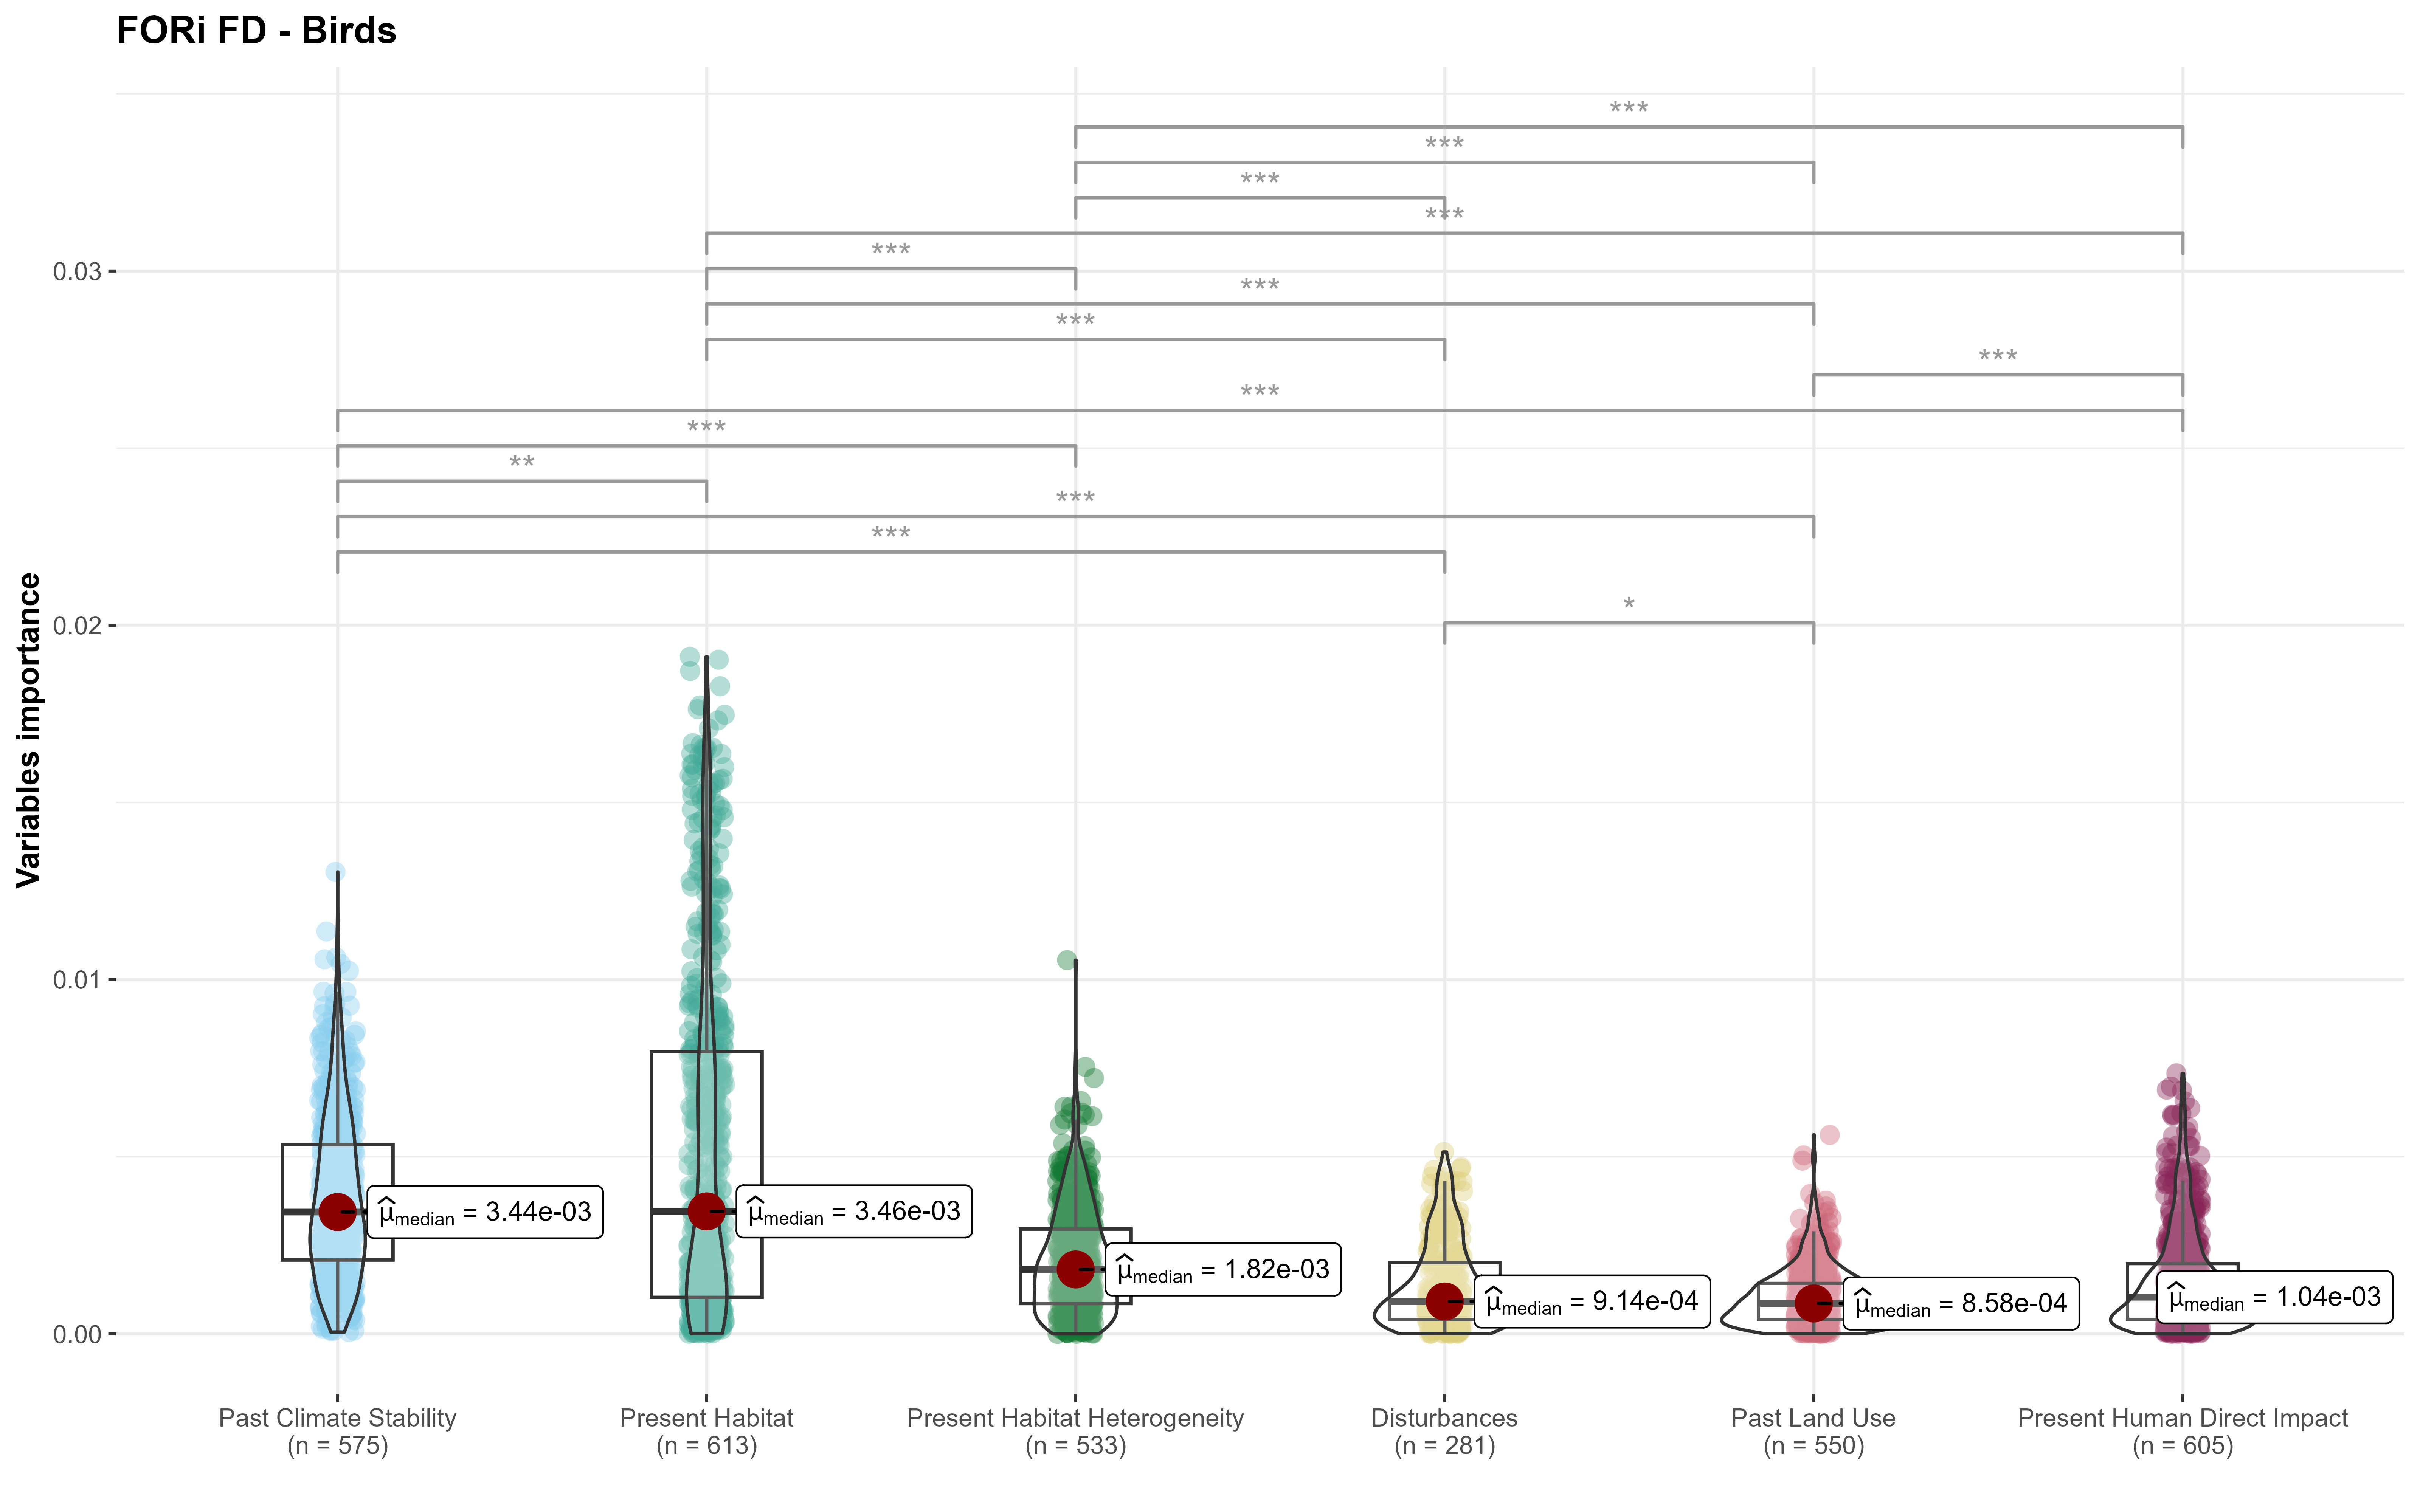 FORi FD - Birds
***
***
***
***
***
***
***
***
***
***
**
***
***
*
Variables importance
0.03
0.02
0.01
0.00
μ̂median = 3.44e-03
μ̂median = 3.46e-03
μ̂median = 1.82e-03
μ̂median = 9.14e-04
μ̂median = 8.58e-04
μ̂median = 1.04e-03
Past Climate Stability
(n = 575)
Present Habitat
(n = 613)
Present Habitat Heterogeneity
(n = 533)
Disturbances
(n = 281)
Past Land Use
(n = 550)
Present Human Direct Impact
(n = 605)